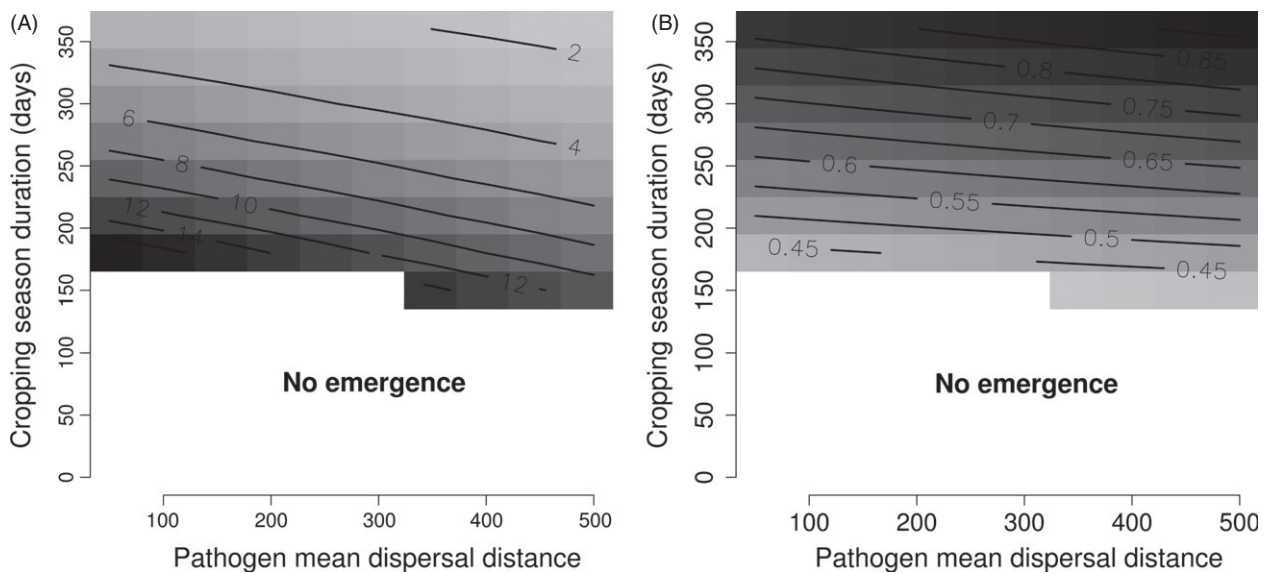 (A)
Cropping season duration (days)
0 50 100 150 200 250 300 350
2
4
6
8
10
12
14
12
No emergence
100 200 300 400 500
Pathogen mean dispersal distance
(B)
Cropping season duration (days)
0 50 100 150 200 250 300 350
0.85
0.8
0.75
0.7
0.65
0.6
0.55
0.5
0.45
0.45
No emergence
100 200 300 400 500
Pathogen mean dispersal distance